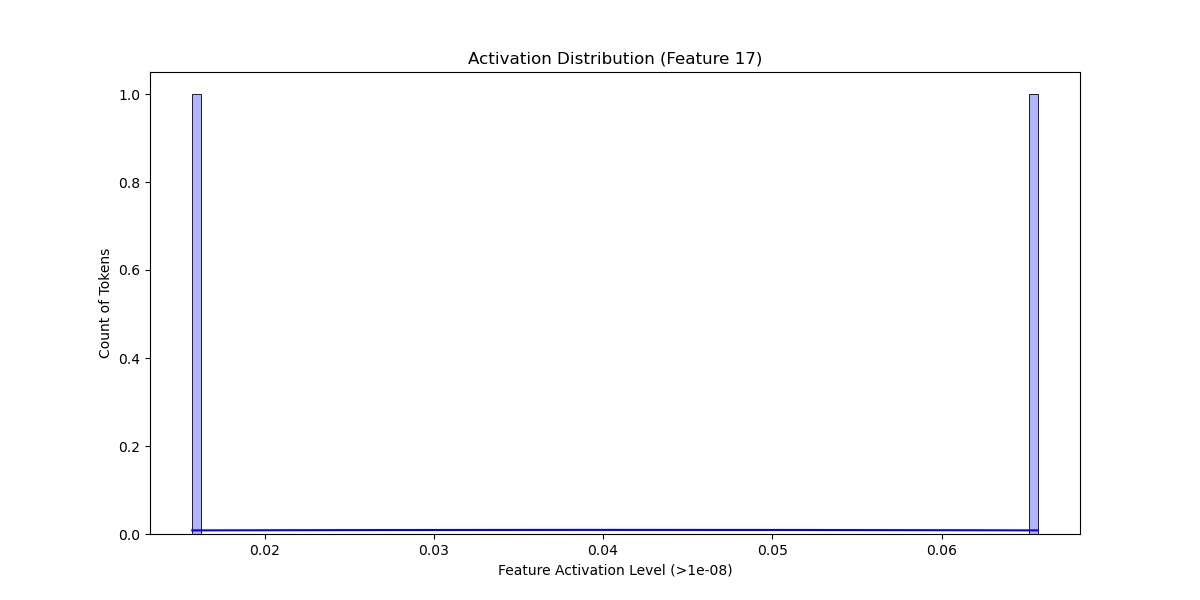 Activation Distribution (Feature 17)
1.0
0.8
0.6
0.4
0.2
0.0
Count of Tokens
0.02 0.03 0.04 0.05 0.06
Feature Activation Level (>1e-08)